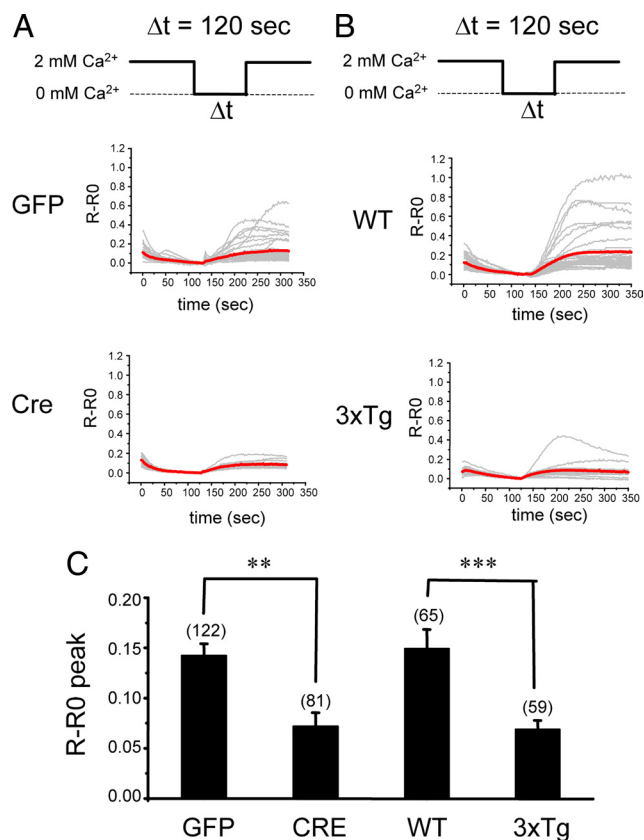 A
Δt = 120 sec
2 mM Ca²⁺
0 mM Ca²⁺
Δt
GFP
R-R0
1.2
1.0
0.8
0.6
0.4
0.2
0.0
0 50 100 150 200 250 300 350
time (sec)
Cre
R-R0
1.2
1.0
0.8
0.6
0.4
0.2
0.0
0 50 100 150 200 250 300 350
time (sec)
B
Δt = 120 sec
2 mM Ca²⁺
0 mM Ca²⁺
Δt
WT
R-R0
1.2
1.0
0.8
0.6
0.4
0.2
0.0
0 50 100 150 200 250 300 350
time (sec)
3xTg
R-R0
1.2
1.0
0.8
0.6
0.4
0.2
0.0
0 50 100 150 200 250 300 350
time (sec)
C
R-R0 peak
0.20
0.15
0.10
0.05
0.00
** ***
(122) (81) (65) (59)
GFP CRE WT 3xTg